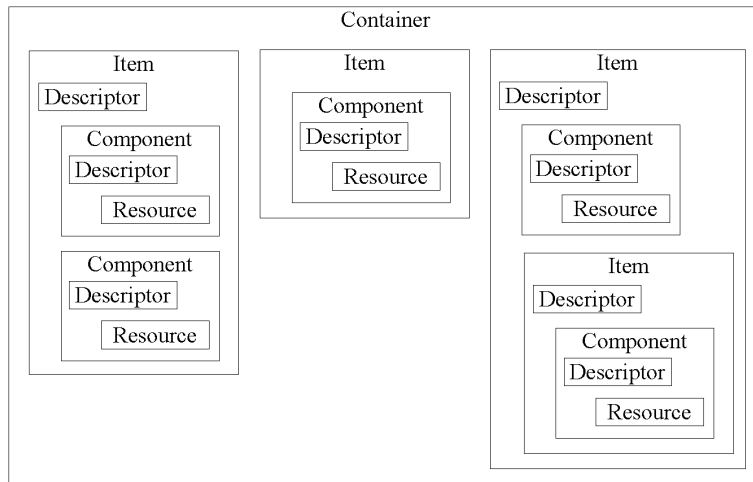 Container
Item
Descriptor
Component
Descriptor
Resource
Component
Descriptor
Resource
Item
Component
Descriptor
Resource
Item
Descriptor
Component
Descriptor
Resource
Item
Descriptor
Component
Descriptor
Resource